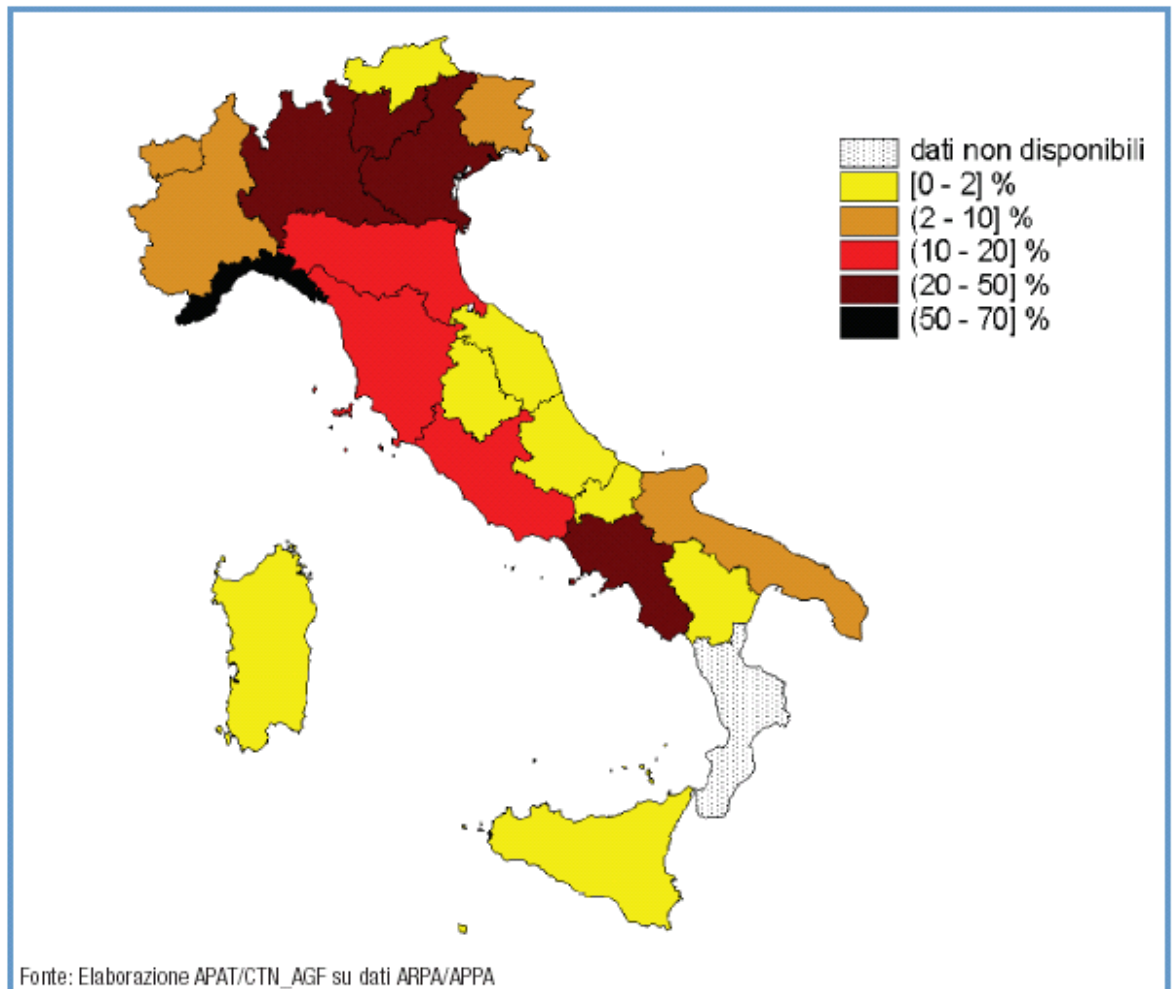 dati non disponibili
[0 - 2] %
(2 - 10] %
(10 - 20] %
(20 - 50] %
(50 - 70] %
Fonte: Elaborazione APAT/CTN_AGF su dati ARPA/APPA